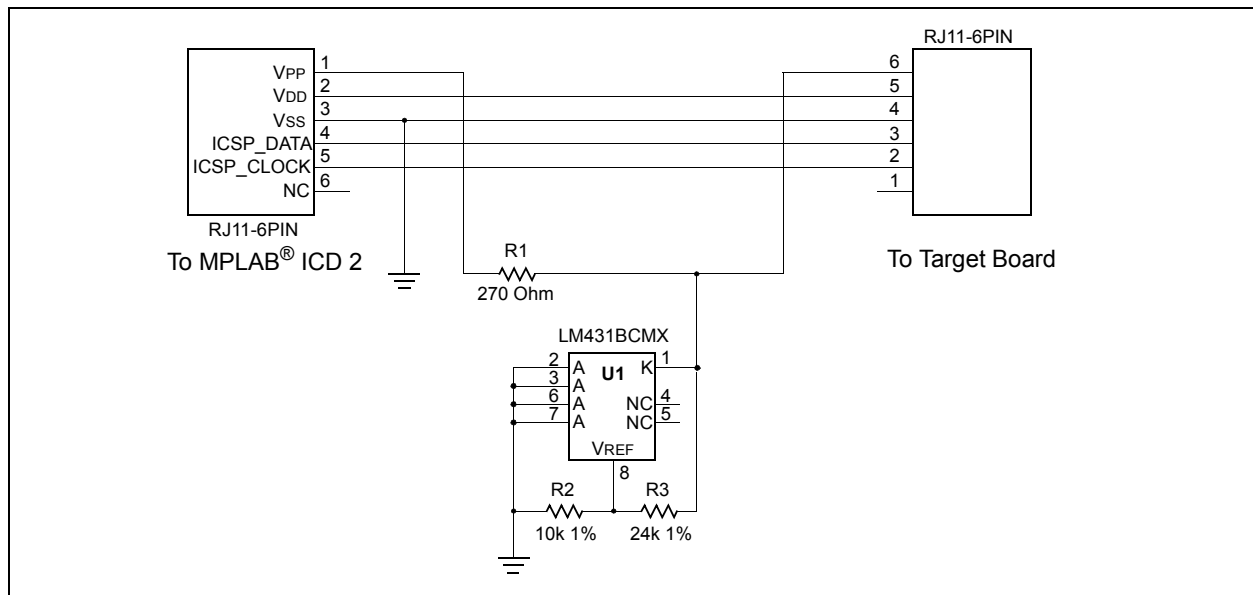 RJ11-6PIN
VPP 1
VDD 2
VSS 3
ICSP_DATA 4
ICSP_CLOCK 5
NC 6
RJ11-6PIN
To MPLAB® ICD 2
6
5
4
3
2
1
To Target Board
R1
270 Ohm
LM431BCMX
2 A
3 A
6 A
7 A
U1
K 1
NC 4
NC 5
VREF
8
R2
10k 1%
R3
24k 1%